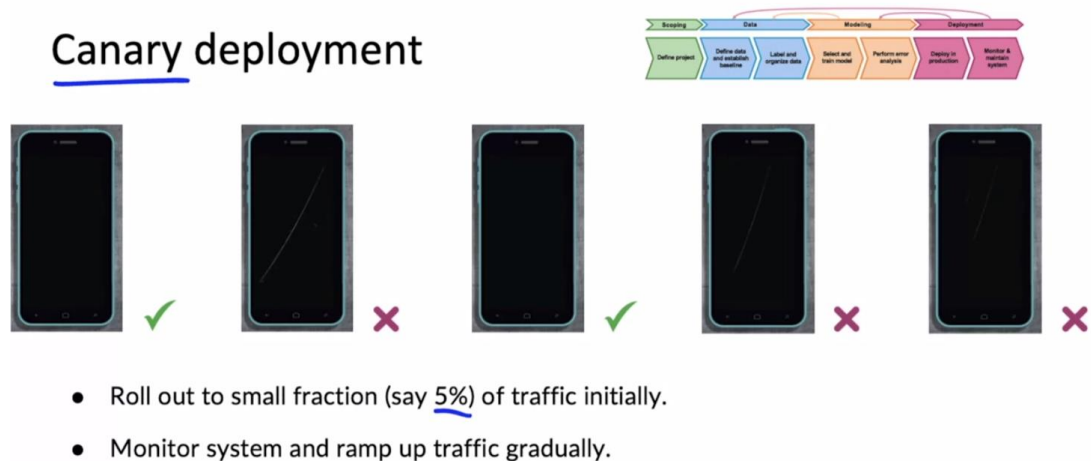 Canary deployment
Scoping
Data
Modeling
Deployment
Define project
Define data
and establish
baseline
Label and
organize data
Select and
train model
Perform error
analysis
Deploy in
production
Monitor &
maintain
system
• Roll out to small fraction (say 5%) of traffic initially.
• Monitor system and ramp up traffic gradually.